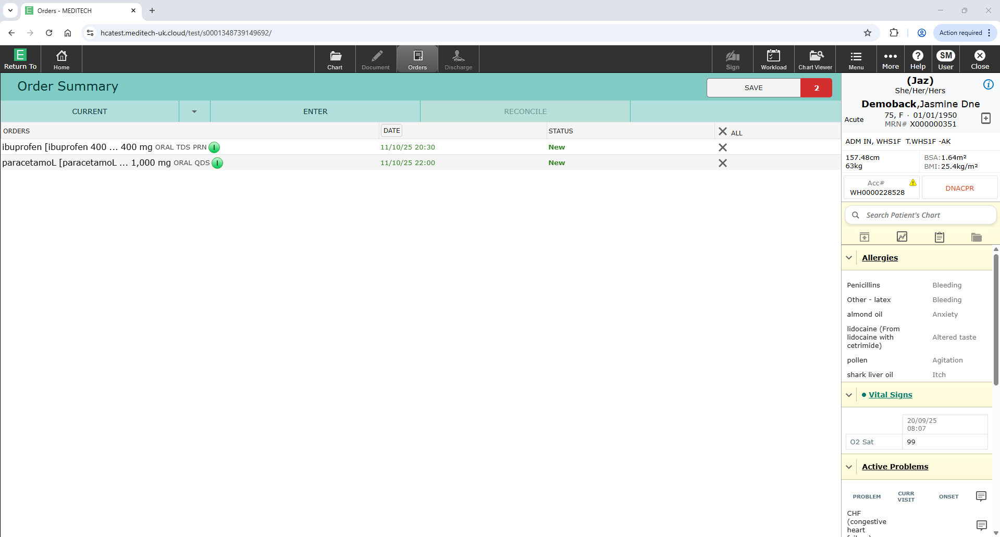 Orders - MEDITECH
hcatest.meditech-uk.cloud/test/s0001348739149692/
Action required
Return To
Home
Chart
Document
Orders
Discharge
Sign
Workload
Chart Viewer
Menu
More
Help
SM
User
Close
Order Summary
SAVE 2
CURRENT ENTER RECONCILE
ORDERS DATE STATUS ALL
ibuprofen [ibuprofen 400 ... 400 mg ORAL TDS PRN I 11/10/25 20:30 New
paracetamoL [paracetamoL ... 1,000 mg ORAL QDS I 11/10/25 22:00 New
(Jaz)
She/Her/Hers
Demoback,Jasmine Dne
Acute 75, F · 01/01/1950
MRN# X000000351
ADM IN, WHS1F T.WHS1F -AK
157.48cm BSA: 1.64m²
63kg BMI: 25.4kg/m²
Acc#
WH0000228528
DNACPR
Search Patient's Chart
Allergies
Penicillins Bleeding
Other - latex Bleeding
almond oil Anxiety
lidocaine (From
lidocaine with Altered taste
cetrimide)
pollen Agitation
shark liver oil Itch
Vital Signs
20/09/25
08:07
O2 Sat 99
Active Problems
PROBLEM CURR VISIT ONSET
CHF
(congestive
heart